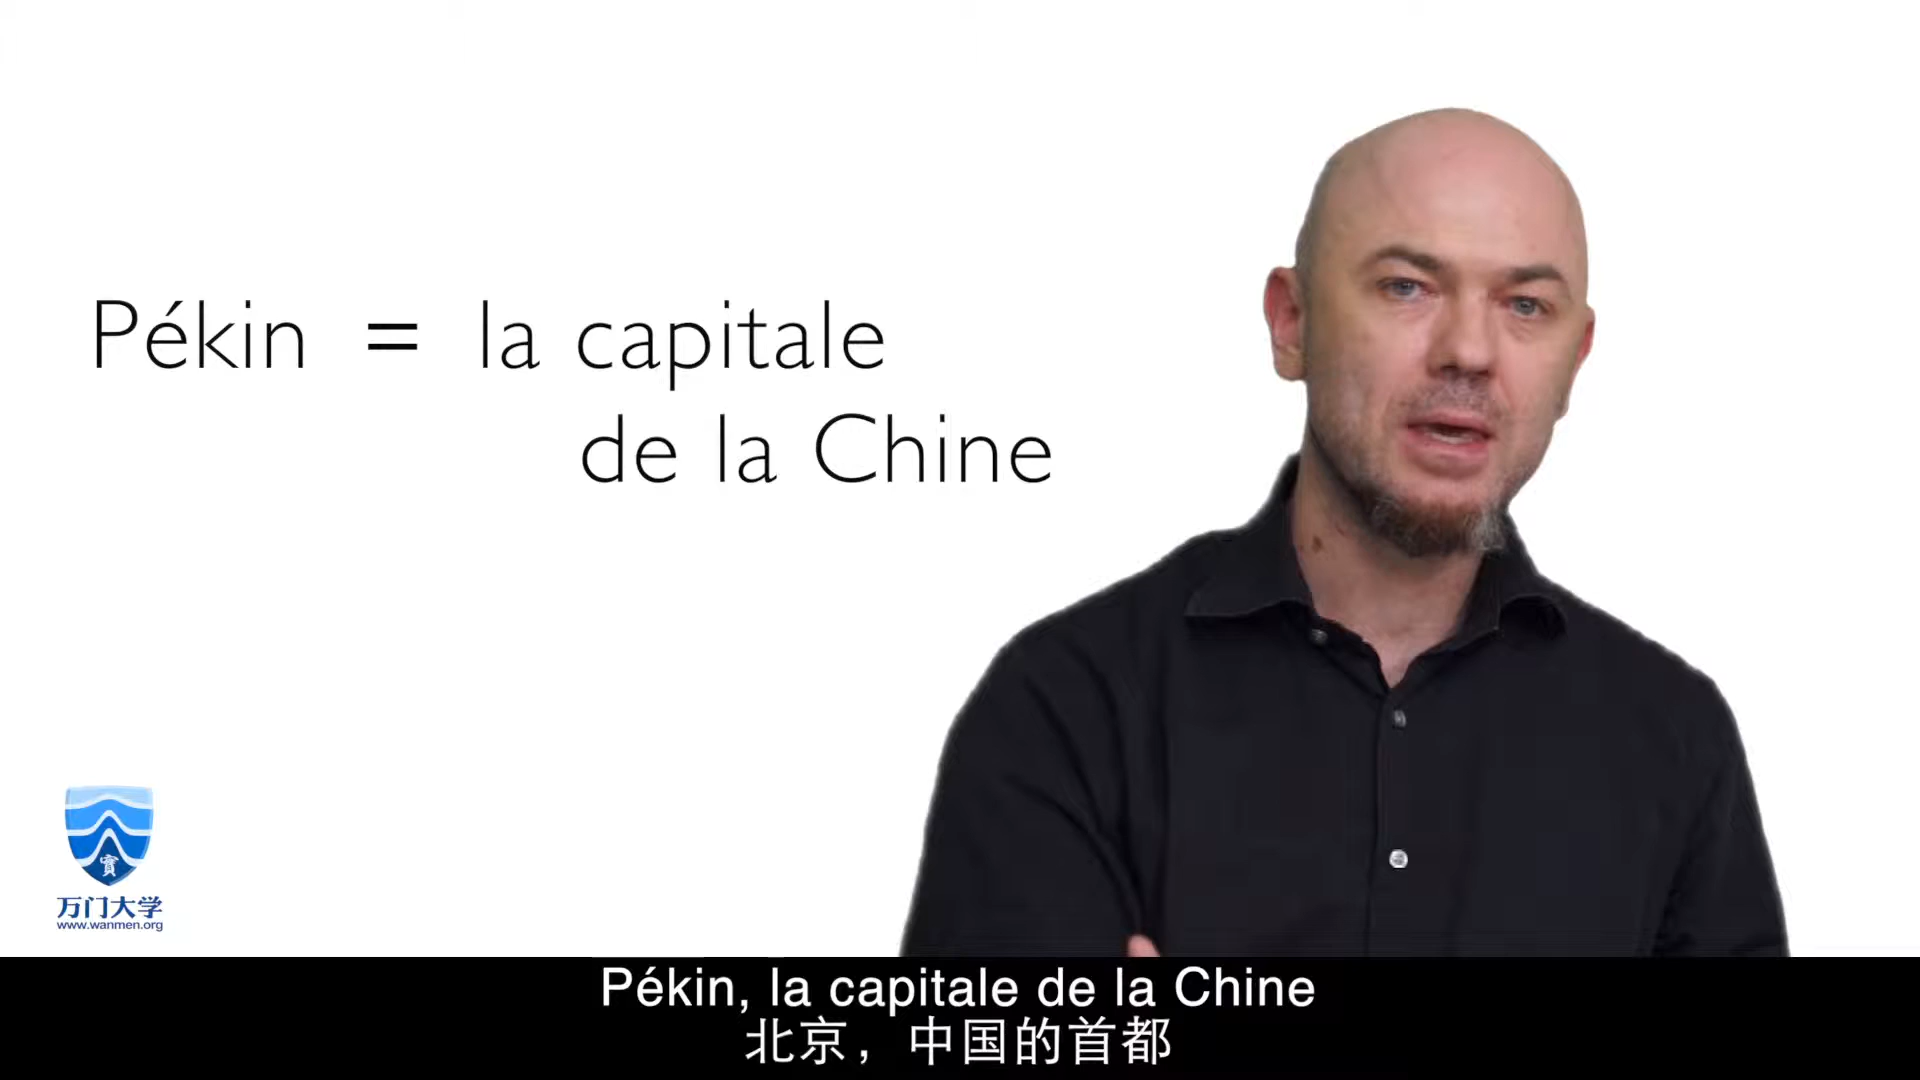 Pékin = la capitale
de la Chine
寳
万门大学
www.wanmen.org
Pékin, la capitale de la Chine
北京，中国的首都